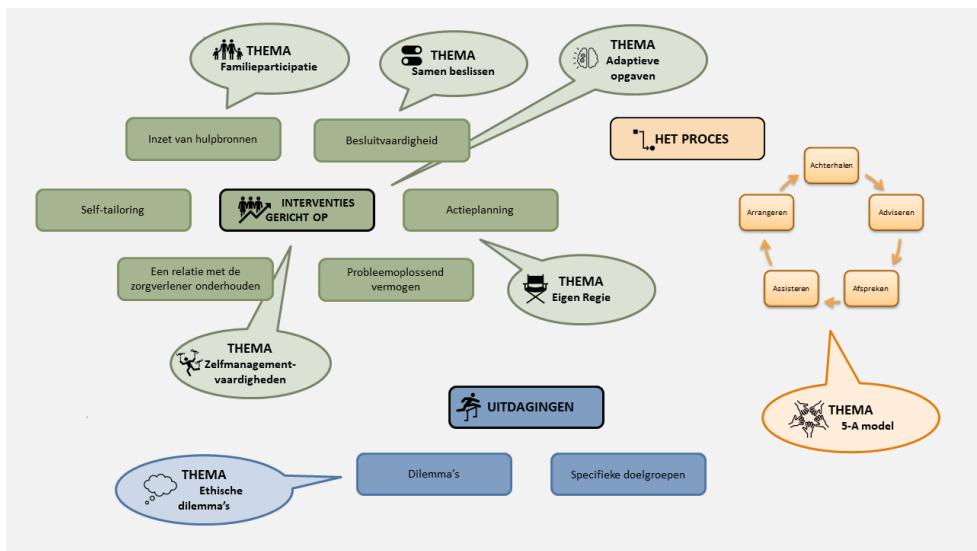 THEMA
Familieparticipatie
THEMA
Samen beslissen
THEMA
Adaptieve
opgaven
Inzet van hulpbronnen
Besluitvaardigheid
HET PROCES
Achterhalen
Self-tailoring
INTERVENTIES
GERICHT OP
Actieplanning
Arrangeren
Adviseren
Een relatie met de
zorgverlener onderhouden
Probleemoplossend
vermogen
THEMA
Eigen Regie
Assisteren
Afspreken
THEMA
Zelfmanagement-
vaardigheden
UITDAGINGEN
THEMA
5-A model
THEMA
Ethische
dilemma's
Dilemma's
Specifieke doelgroepen